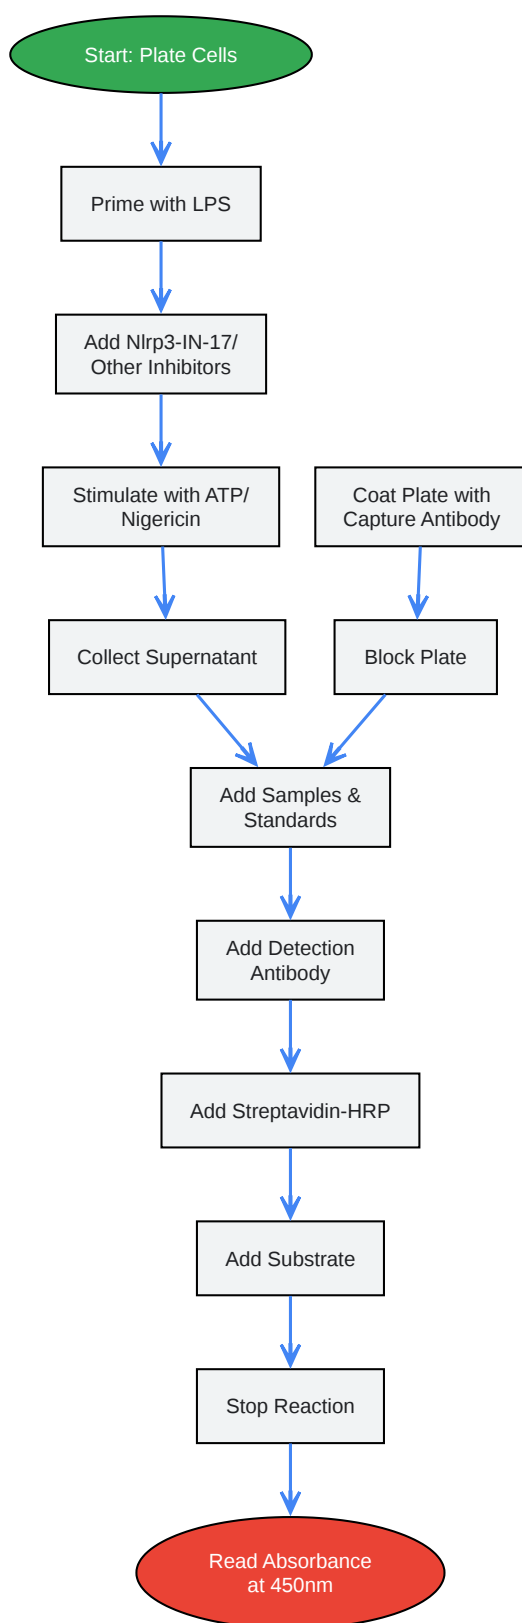 Start: Plate Cells
Prime with LPS
Add Nlrp3-IN-17/
Other Inhibitors
Stimulate with ATP/
Nigericin
Coat Plate with
Capture Antibody
Collect Supernatant
Block Plate
Add Samples &
Standards
Add Detection
Antibody
Add Streptavidin-HRP
Add Substrate
Stop Reaction
Read Absorbance
at 450nm